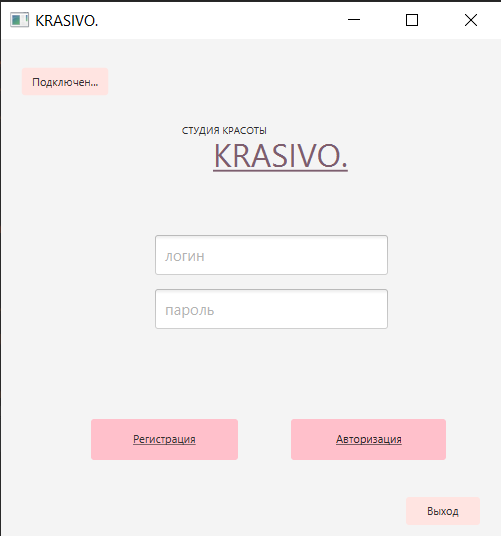 KRASIVO.
Подключен...
СТУДИЯ КРАСОТЫ
KRASIVO.
логин
пароль
Регистрация
Авторизация
Выход